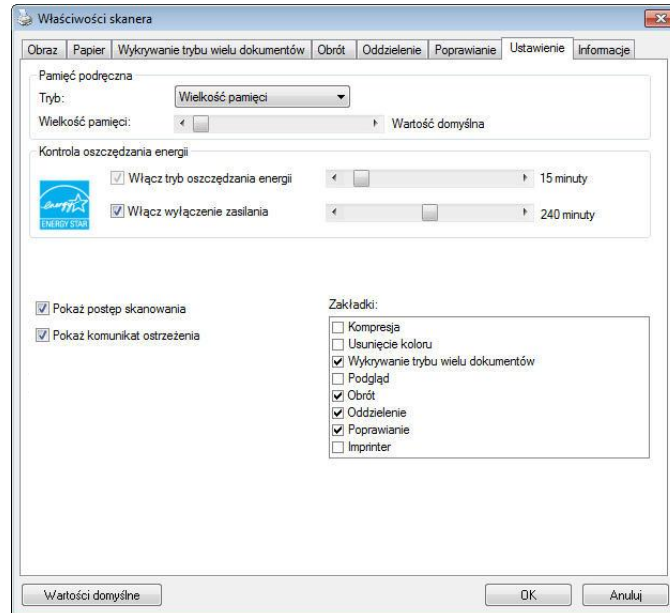 Właściwości skanera
Obraz Papier Wykrywanie trybu wielu dokumentów Obrót Oddzielenie Poprawianie Ustawienie Informacje
Pamięć podręczna
Tryb: Wielkość pamięci
Wielkość pamięci: Wartość domyślna
Kontrola oszczędzania energii
Włącz tryb oszczędzania energii 15 minuty
Włącz wyłączenie zasilania 240 minuty
energy
ENERGY STAR
Pokaż postęp skanowania
Pokaż komunikat ostrzeżenia
Zakładki:
Kompresja
Usunięcie koloru
Wykrywanie trybu wielu dokumentów
Podgląd
Obrót
Oddzielenie
Poprawianie
Imprinter
Wartości domyślne OK Anuluj